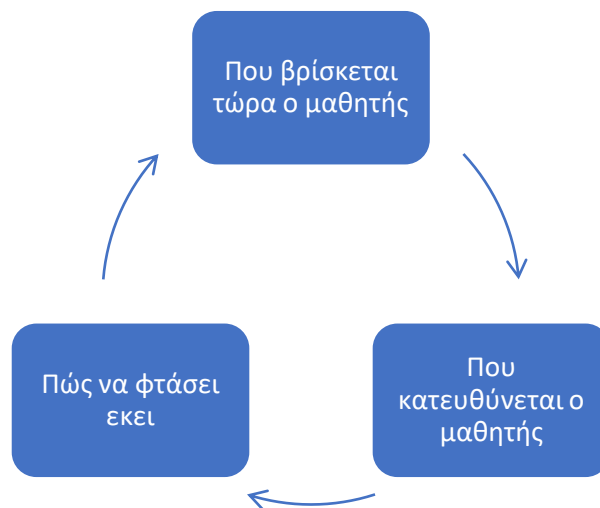 Που βρίσκεται
τώρα ο μαθητής
Που
κατευθύνεται ο
μαθητής
Πώς να φτάσει
εκει